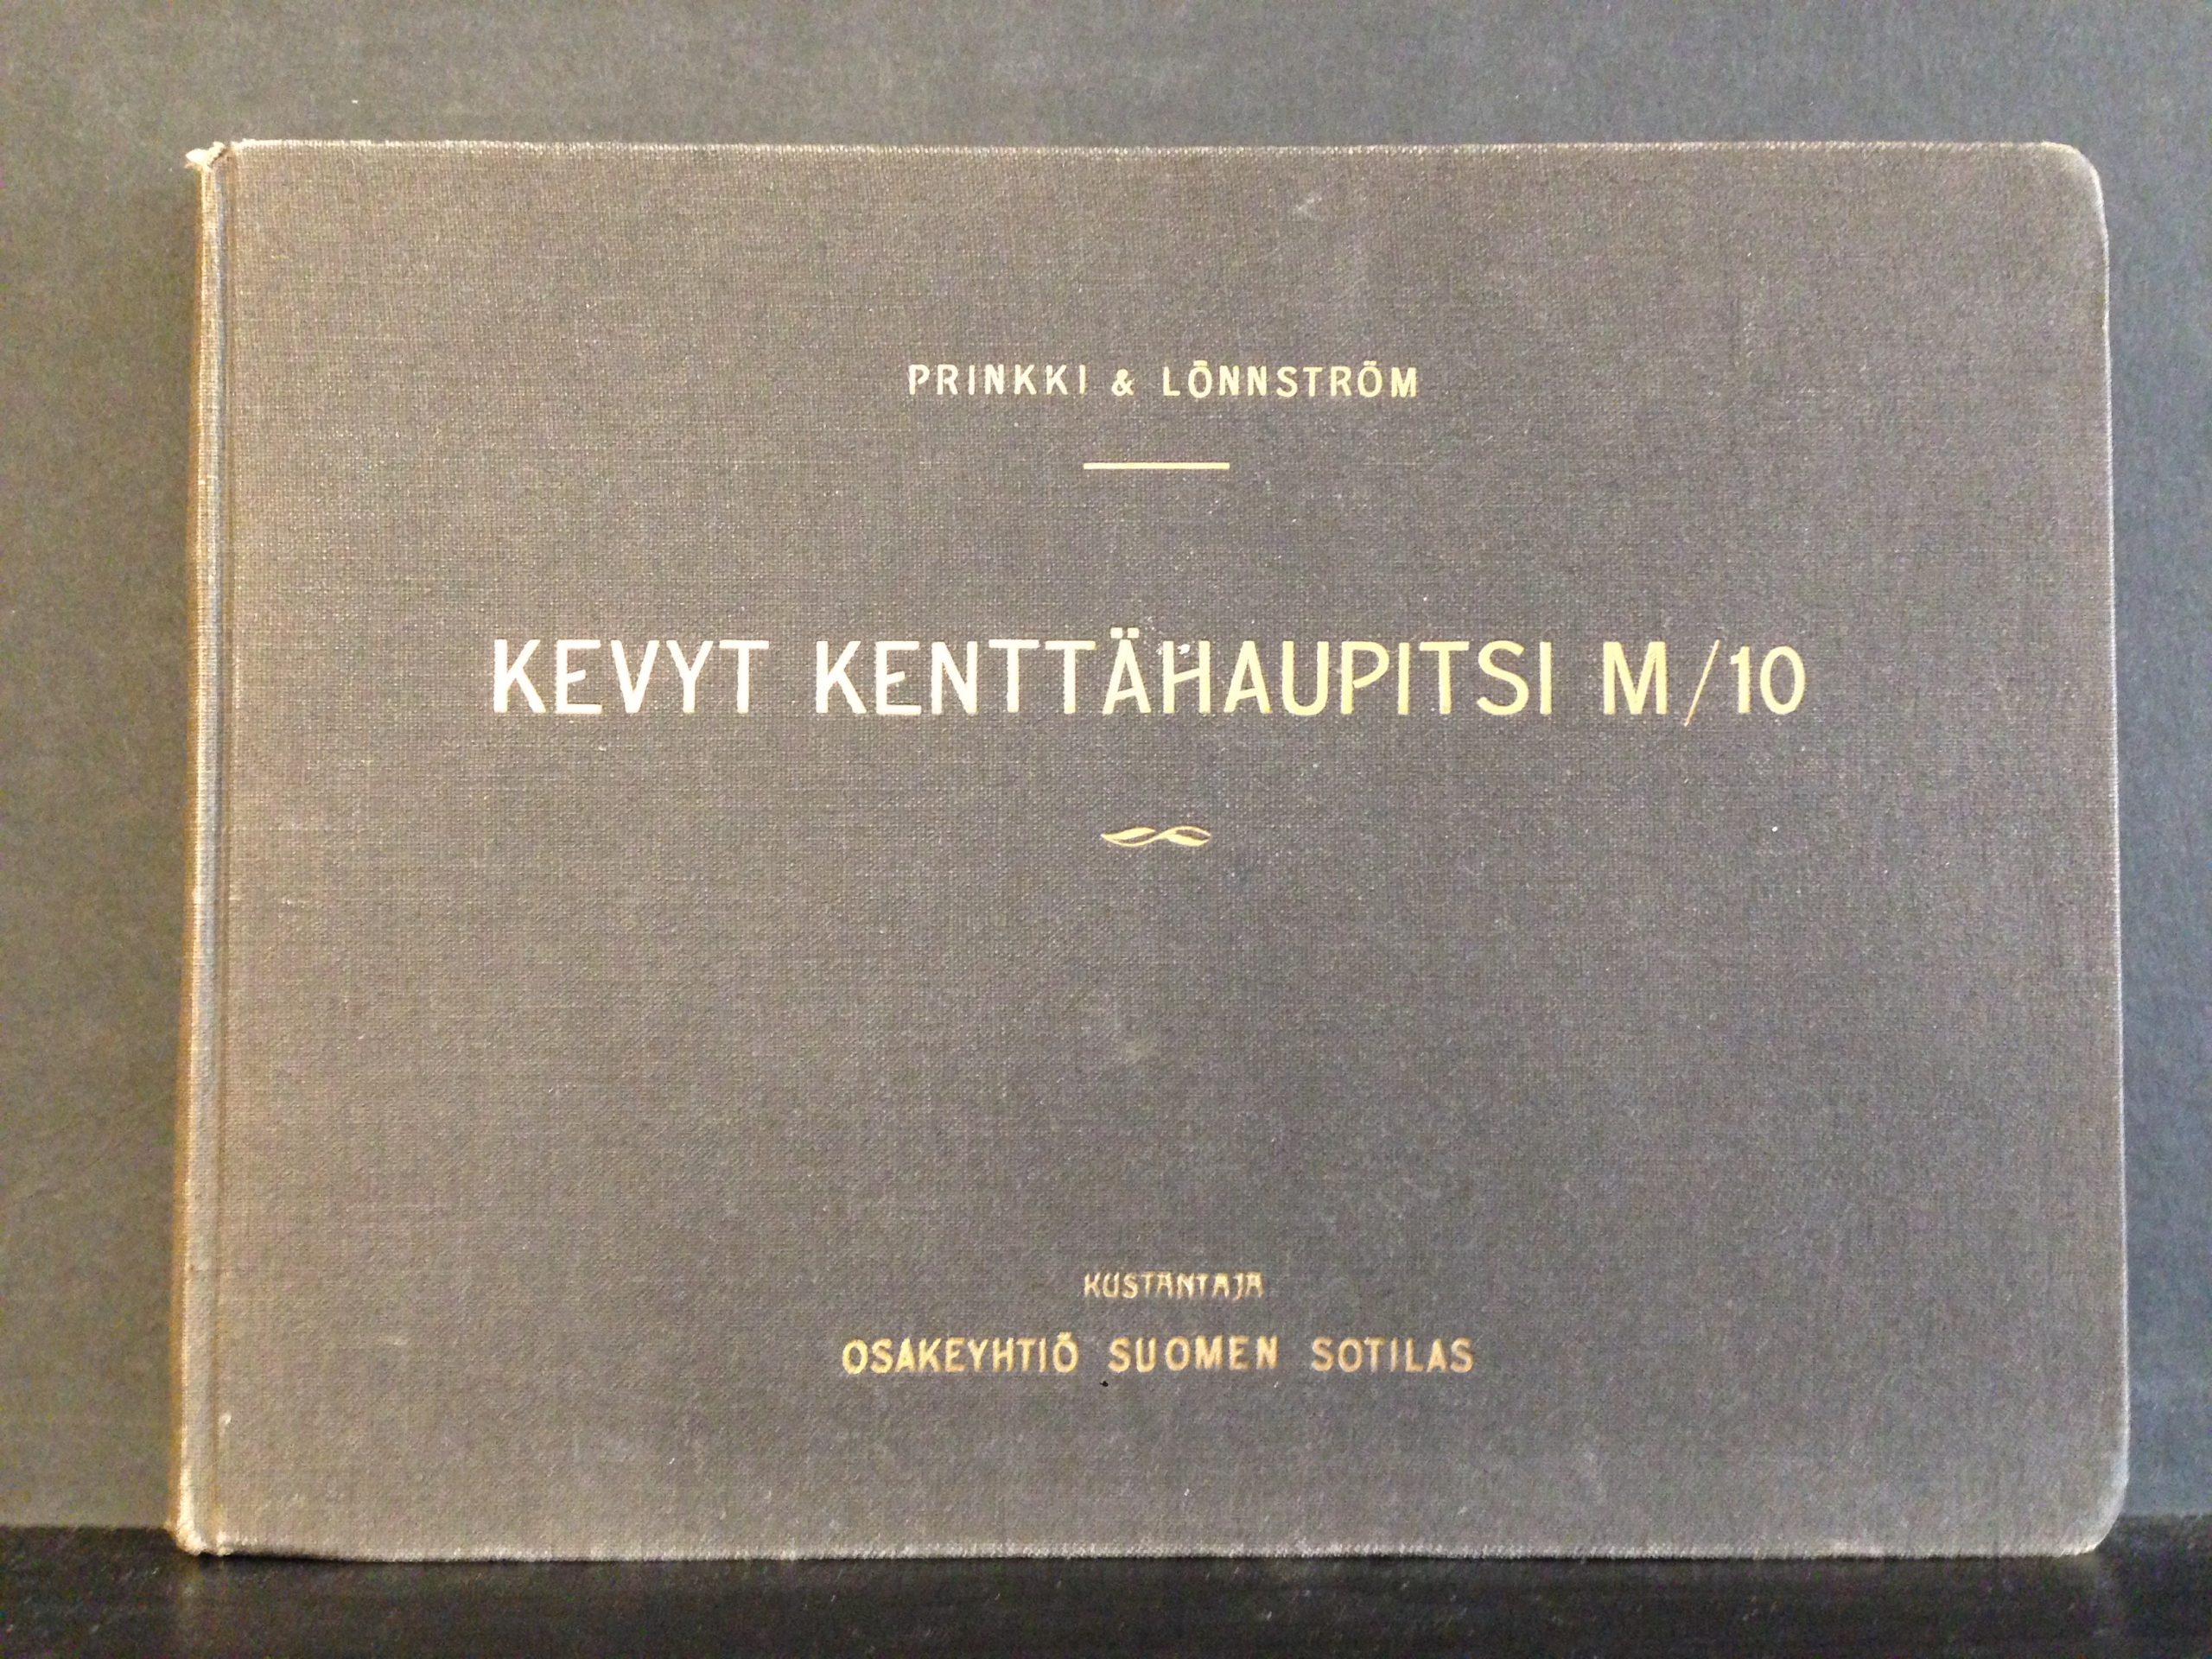 PRINKKI & LÖNNSTRÖM
KEVYT KENTTÄHAUPITSI M/10
KUSTANTAJA
OSAKEYHTIÖ SUOMEN SOTILAS